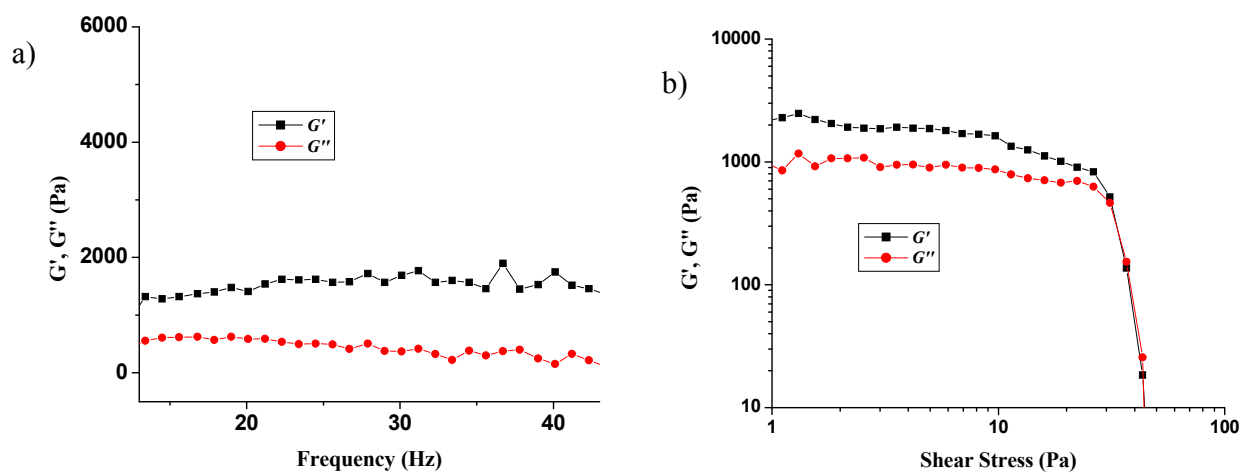 a)
6000
4000
2000
0
G', G'' (Pa)
G'
G''
20
30
40
Frequency (Hz)
b)
10000
1000
100
10
G', G'' (Pa)
G'
G''
1
10
100
Shear Stress (Pa)